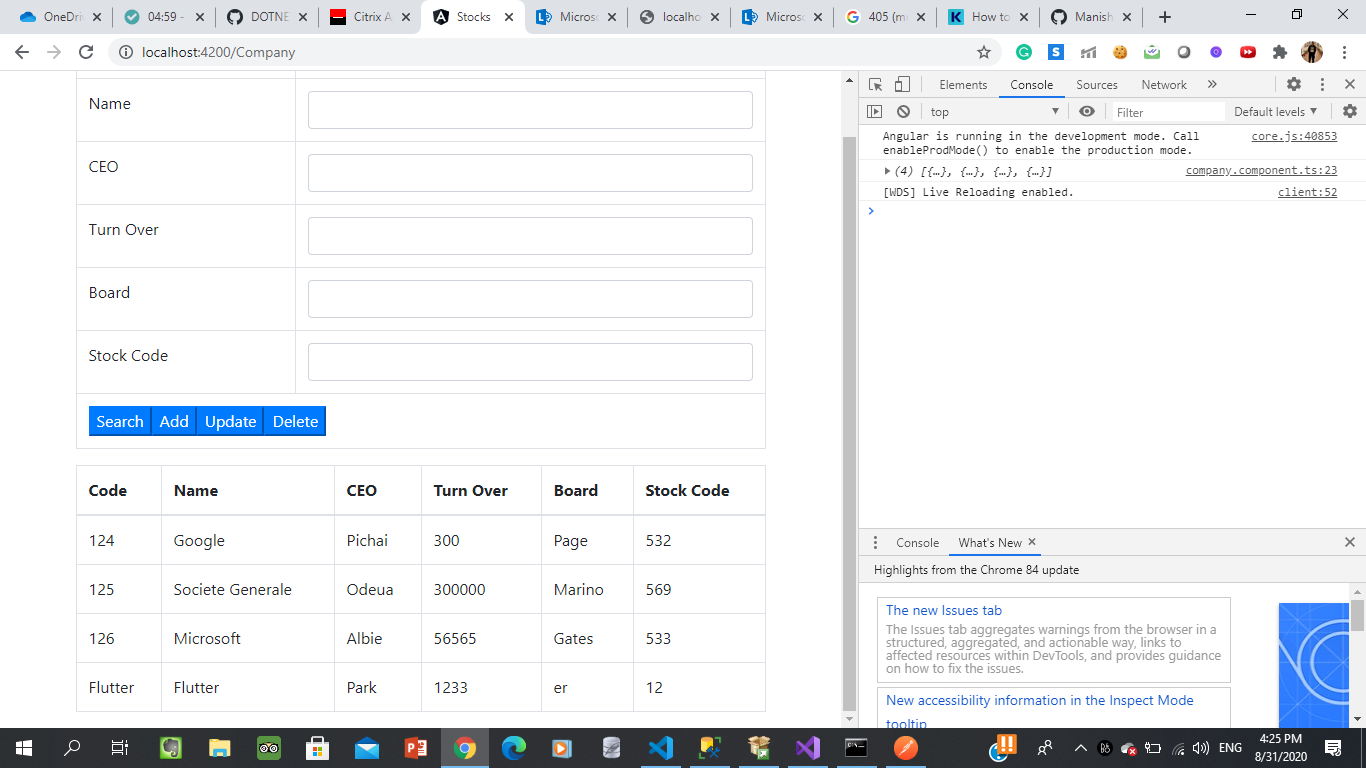 OneDri
04:59 -
DOTNE
Citrix A
Stocks
Microso
localho
Microso
405 (m
How to
Manish
localhost:4200/Company
Name
CEO
Turn Over
Board
Stock Code
Search Add Update Delete
Code Name CEO Turn Over Board Stock Code
124 Google Pichai 300 Page 532
125 Societe Generale Odeua 300000 Marino 569
126 Microsoft Albie 56565 Gates 533
Flutter Flutter Park 1233 er 12
Elements Console Sources Network »
top Filter Default levels
Angular is running in the development mode. Call core.js:40853
enableProdMode() to enable the production mode.
(4) [{…}, {…}, {…}, {…}] company.component.ts:23
[WDS] Live Reloading enabled. client:52
Console What's New
Highlights from the Chrome 84 update
The new Issues tab
The Issues tab aggregates warnings from the browser in a
structured, aggregated, and actionable way, links to
affected resources within DevTools, and provides guidance
on how to fix the issues.
New accessibility information in the Inspect Mode
tooltip
ENG
4:25 PM
8/31/2020